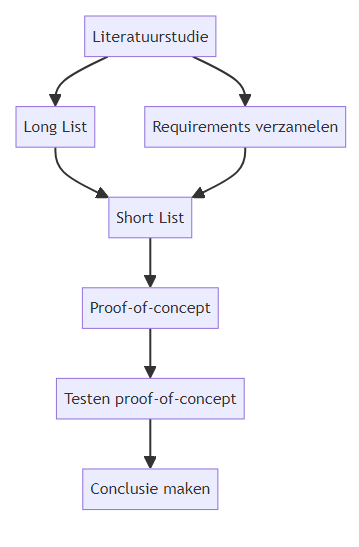 Literatuurstudie
Long List
Requirements verzamelen
Short List
Proof-of-concept
Testen proof-of-concept
Conclusie maken